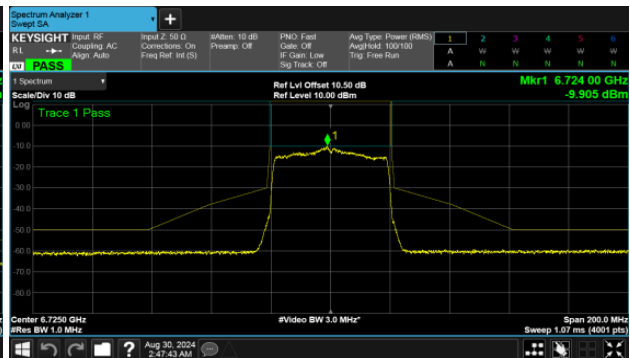 Spectrum Analyzer 1
Swept SA
+
KEYSIGHT Input: RF Input Z: 50 Ω #Atten: 10 dB PNO: Fast Avg Type: Power (RMS) 1 2 3 4 5 6
RL Coupling: AC Corrections: On Preamp: Off Gate: Off Avg|Hold: 100/100 A W W W W W
Align: Auto Freq Ref: Int (S) IF Gain: Low Trig: Free Run
PASS Sig Track: Off A N N N N N
1 Spectrum Ref Lvl Offset 10.50 dB Mkr1 6.724 00 GHz
Scale/Div 10 dB Ref Level 10.00 dBm -9.905 dBm
Log
Trace 1 Pass
0.00
1
-10.0
-20.0
-30.0
-40.0
-50.0
-60.0
-70.0
-80.0
Center 6.7250 GHz #Video BW 3.0 MHz* Span 200.0 MHz
#Res BW 1.0 MHz Sweep 1.07 ms (4001 pts)
? Aug 30, 2024
2:47:43 AM